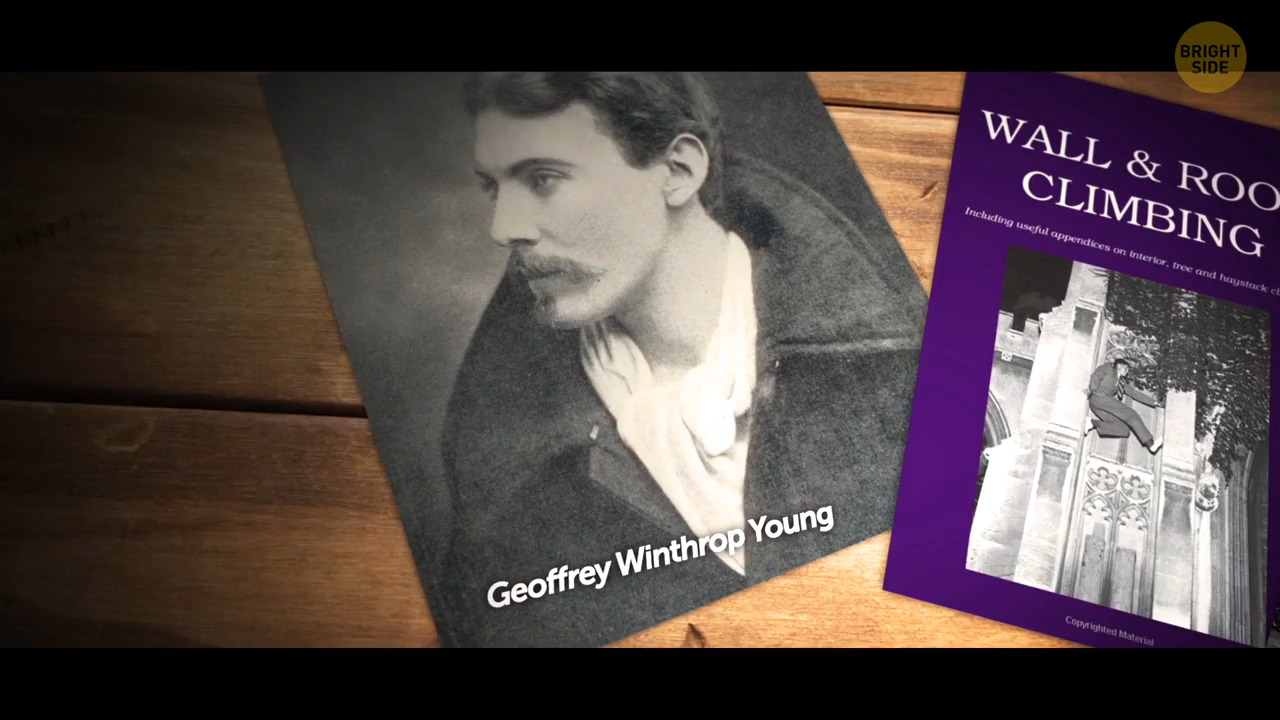 BRIGHT
SIDE
WALL & ROO
CLIMBING
Including useful appendices on interior, tree and haystack cl
Geoffrey Winthrop Young
Copyrighted Material